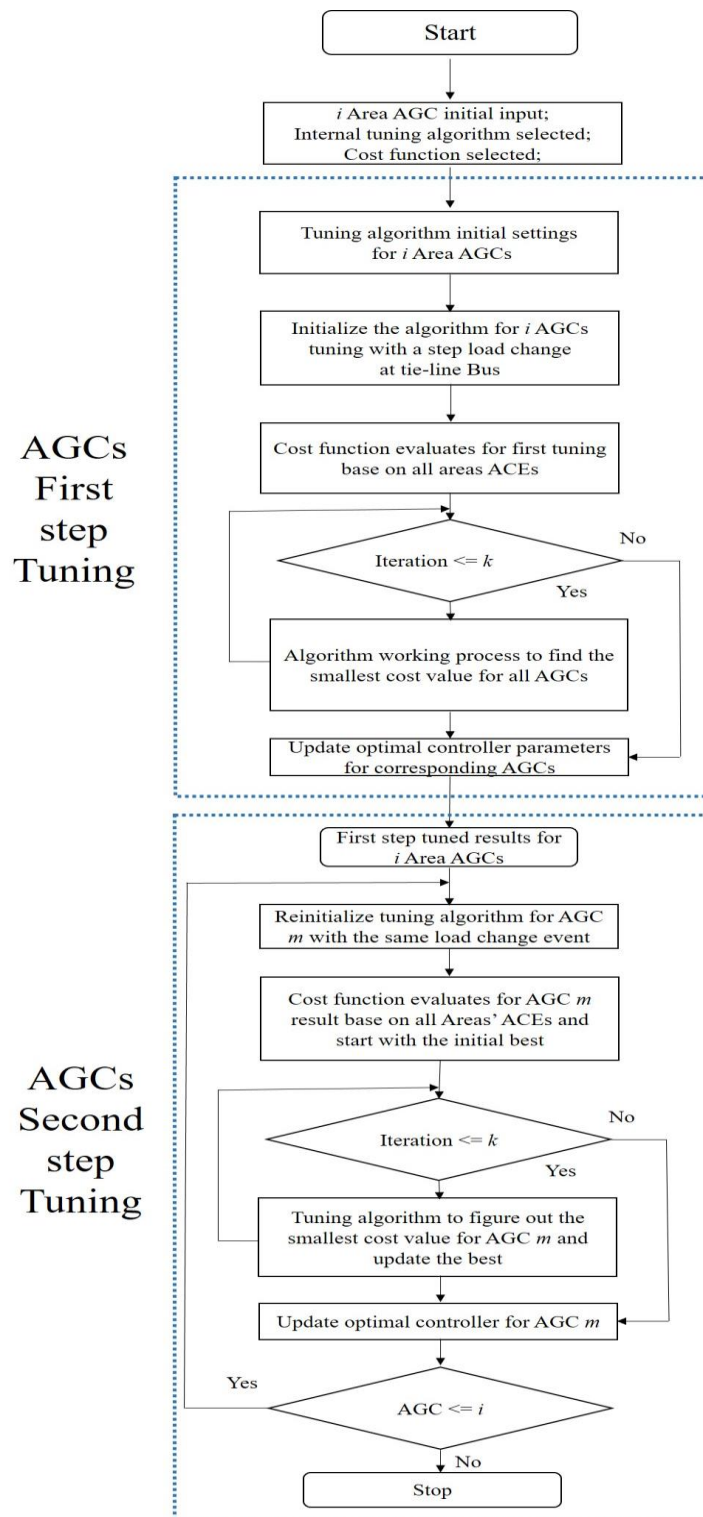 Start
i Area AGC initial input;
Internal tuning algorithm selected;
Cost function selected;
Tuning algorithm initial settings
for i Area AGCs
Initialize the algorithm for i AGCs
tuning with a step load change
at tie-line Bus
AGCs
First
step
Tuning
Cost function evaluates for first tuning
base on all areas ACEs
Iteration <= k
No
Yes
Algorithm working process to find the
smallest cost value for all AGCs
Update optimal controller parameters
for corresponding AGCs
First step tuned results for
i Area AGCs
Reinitialize tuning algorithm for AGC
m with the same load change event
Cost function evaluates for AGC m
result base on all Areas' ACEs and
start with the initial best
AGCs
Second
step
Tuning
Iteration <= k
No
Yes
Tuning algorithm to figure out the
smallest cost value for AGC m and
update the best
Update optimal controller for AGC m
Yes
AGC <= i
No
Stop